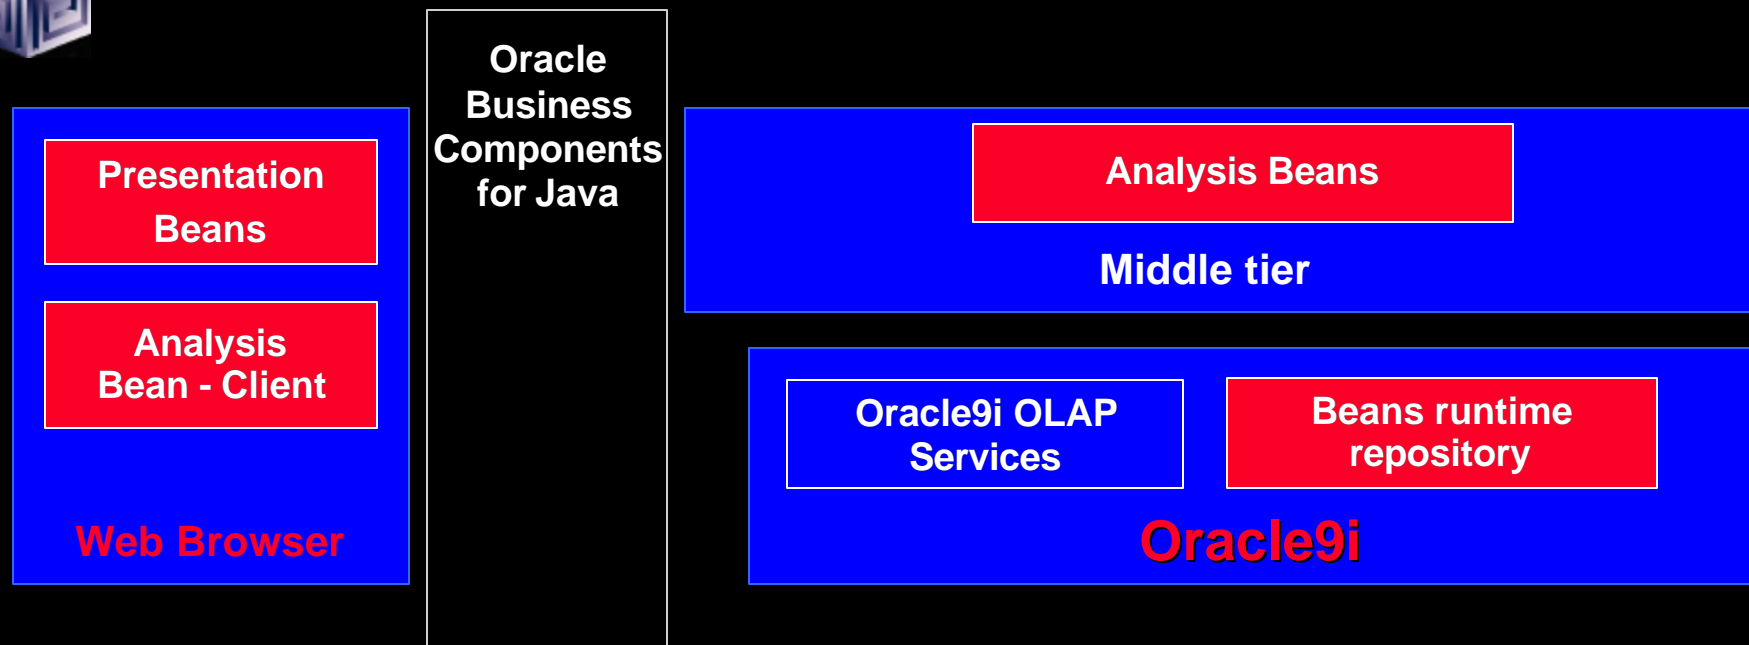 Oracle
Business
Components
for Java
Presentation
Beans
Analysis
Bean - Client
Web Browser
Analysis Beans
Middle tier
Oracle9i OLAP
Services
Beans runtime
repository
Oracle9i